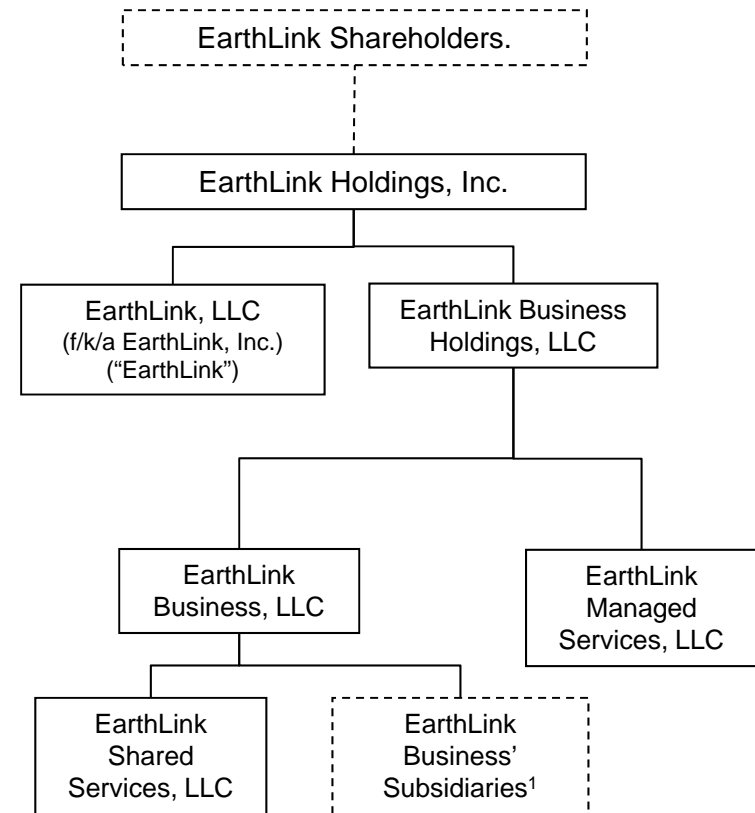 EarthLink Shareholders.
EarthLink Holdings, Inc.
EarthLink, LLC
(f/k/a EarthLink, Inc.)
(“EarthLink”)
EarthLink Business
Holdings, LLC
EarthLink
Business, LLC
EarthLink
Managed
Services, LLC
EarthLink
Shared
Services, LLC
EarthLink
Business’
Subsidiaries¹